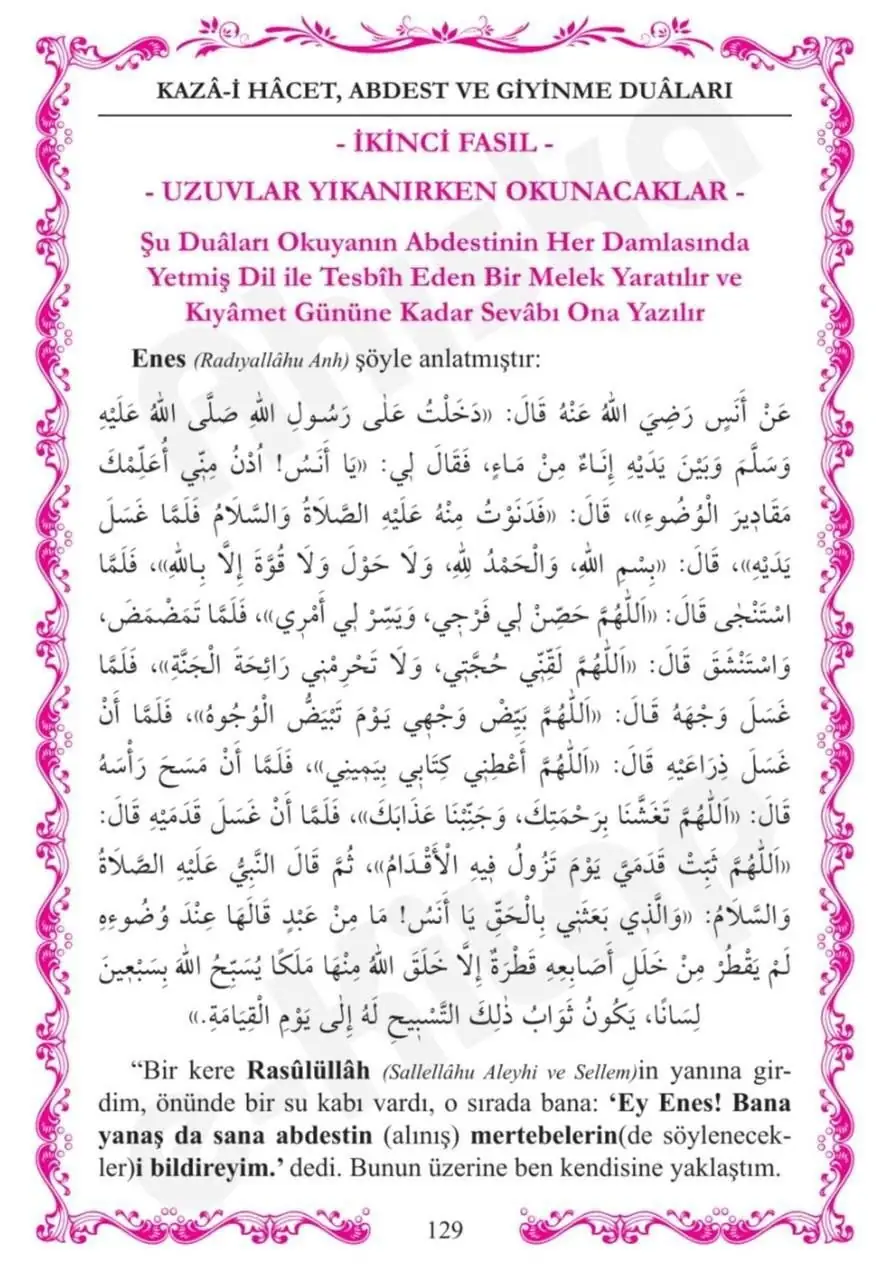 KAZÂ-İ HÂCET, ABDEST VE GİYİNME DUÂLARI
- İKİNCİ FASIL -
- UZUVLAR YIKANIRKEN OKUNACAKLAR -
Şu Duâları Okuyanın Abdestinin Her Damlasında
Yetmiş Dil ile Tesbîh Eden Bir Melek Yaratılır ve
Kıyâmet Gününe Kadar Sevâbı Ona Yazılır
Enes (Radıyallâhu Anh) şöyle anlatmıştır:
عَنْ أَنَسٍ رَضِيَ اللهُ عَنْهُ قَالَ: «دَخَلْتُ عَلٰى رَسُولِ اللهِ صَلَّى اللهُ عَلَيْهِ
وَسَلَّمَ وَبَيْنَ يَدَيْهِ إِنَاءٌ مِنْ مَاءٍ، فَقَالَ لِي: «يَا أَنَسُ! اُدْنُ مِنِّي أُعَلِّمْكَ
مَقَادِيرَ الْوُضُوءِ»، قَالَ: «فَدَنَوْتُ مِنْهُ عَلَيْهِ الصَّلَاةُ وَالسَّلَامُ فَلَمَّا غَسَلَ
يَدَيْهِ»، قَالَ: «بِسْمِ اللهِ، وَالْحَمْدُ لِلهِ، وَلَا حَوْلَ وَلَا قُوَّةَ إِلَّا بِاللهِ»، فَلَمَّا
اسْتَنْجٰى قَالَ: «اَللّٰهُمَّ حَصِّنْ لِي فَرْجِي، وَيَسِّرْ لِي أَمْرِي»، فَلَمَّا تَمَضْمَضَ،
وَاسْتَنْشَقَ قَالَ: «اَللّٰهُمَّ لَقِّنِّي حُجَّتِي، وَلَا تَحْرِمْنِي رَائِحَةَ الْجَنَّةِ»، فَلَمَّا
غَسَلَ وَجْهَهُ قَالَ: «اَللّٰهُمَّ بَيِّضْ وَجْهِي يَوْمَ تَبْيَضُّ الْوُجُوهُ»، فَلَمَّا أَنْ
غَسَلَ ذِرَاعَيْهِ قَالَ: «اَللّٰهُمَّ أَعْطِنِي كِتَابِي بِيَمِينِي»، فَلَمَّا أَنْ مَسَحَ رَأْسَهُ
قَالَ: «اَللّٰهُمَّ تَغَشَّنَا بِرَحْمَتِكَ، وَجَنِّبْنَا عَذَابَكَ»، فَلَمَّا أَنْ غَسَلَ قَدَمَيْهِ قَالَ:
«اَللّٰهُمَّ ثَبِّتْ قَدَمَيَّ يَوْمَ تَزُولُ فِيهِ الْأَقْدَامُ»، ثُمَّ قَالَ النَّبِيُّ عَلَيْهِ الصَّلَاةُ
وَالسَّلَامُ: «وَالَّذِي بَعَثَنِي بِالْحَقِّ يَا أَنَسُ! مَا مِنْ عَبْدٍ قَالَهَا عِنْدَ وُضُوءِهِ
لَمْ يَقْطُرْ مِنْ خَلَلِ أَصَابِعِهِ قَطْرَةٌ إِلَّا خَلَقَ اللهُ مِنْهَا مَلَكًا يُسَبِّحُ اللهَ بِسَبْعِينَ
لِسَانًا، يَكُونُ ثَوَابُ ذٰلِكَ التَّسْبِيحِ لَهُ إِلٰى يَوْمِ الْقِيَامَةِ.»
“Bir kere Rasûlüllâh (Sallellâhu Aleyhi ve Sellem)in yanına gir-
dim, önünde bir su kabı vardı, o sırada bana: ‘Ey Enes! Bana
yanaş da sana abdestin (alınış) mertebelerin(de söylenecek-
ler)i bildireyim.’ dedi. Bunun üzerine ben kendisine yaklaştım.
129